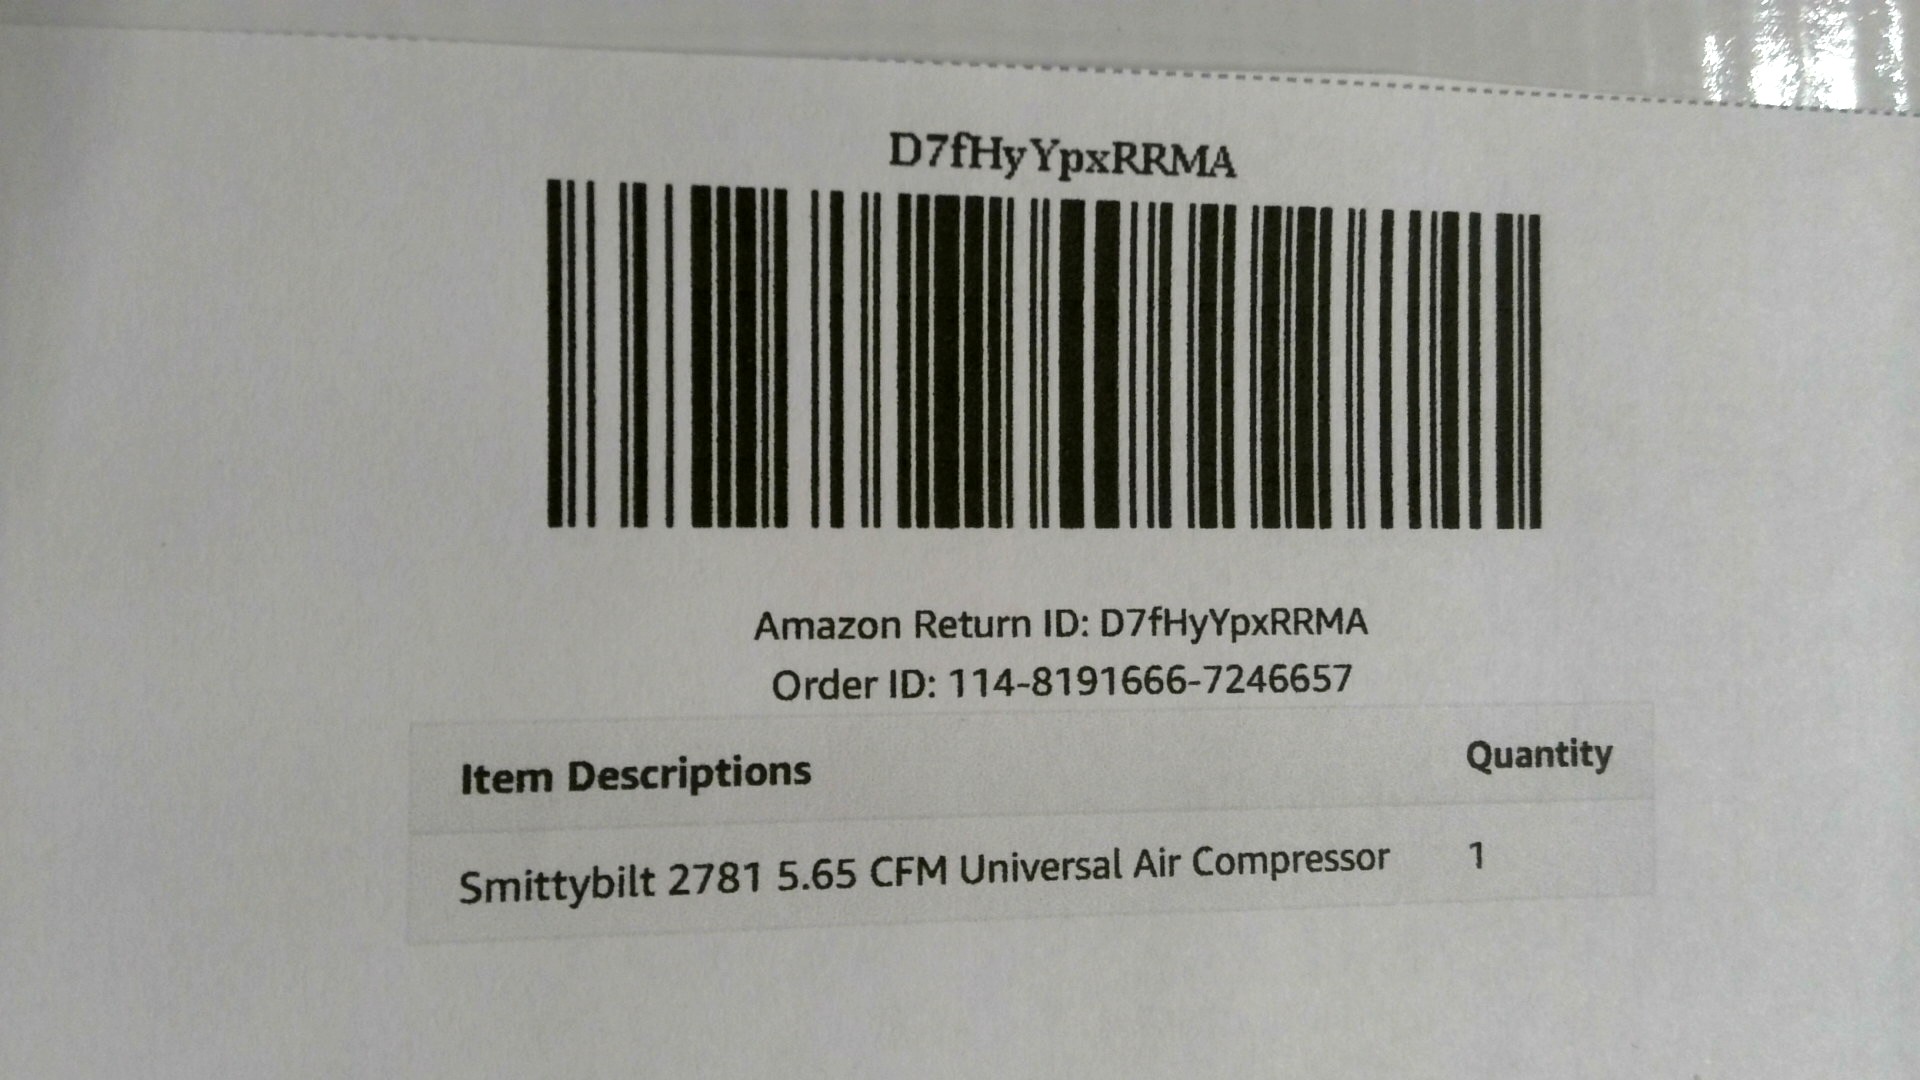 D7fHyYpxRRMA
Amazon Return ID: D7fHyYpxRRMA
Order ID: 114-8191666-7246657
Item Descriptions Quantity
Smittybilt 2781 5.65 CFM Universal Air Compressor 1